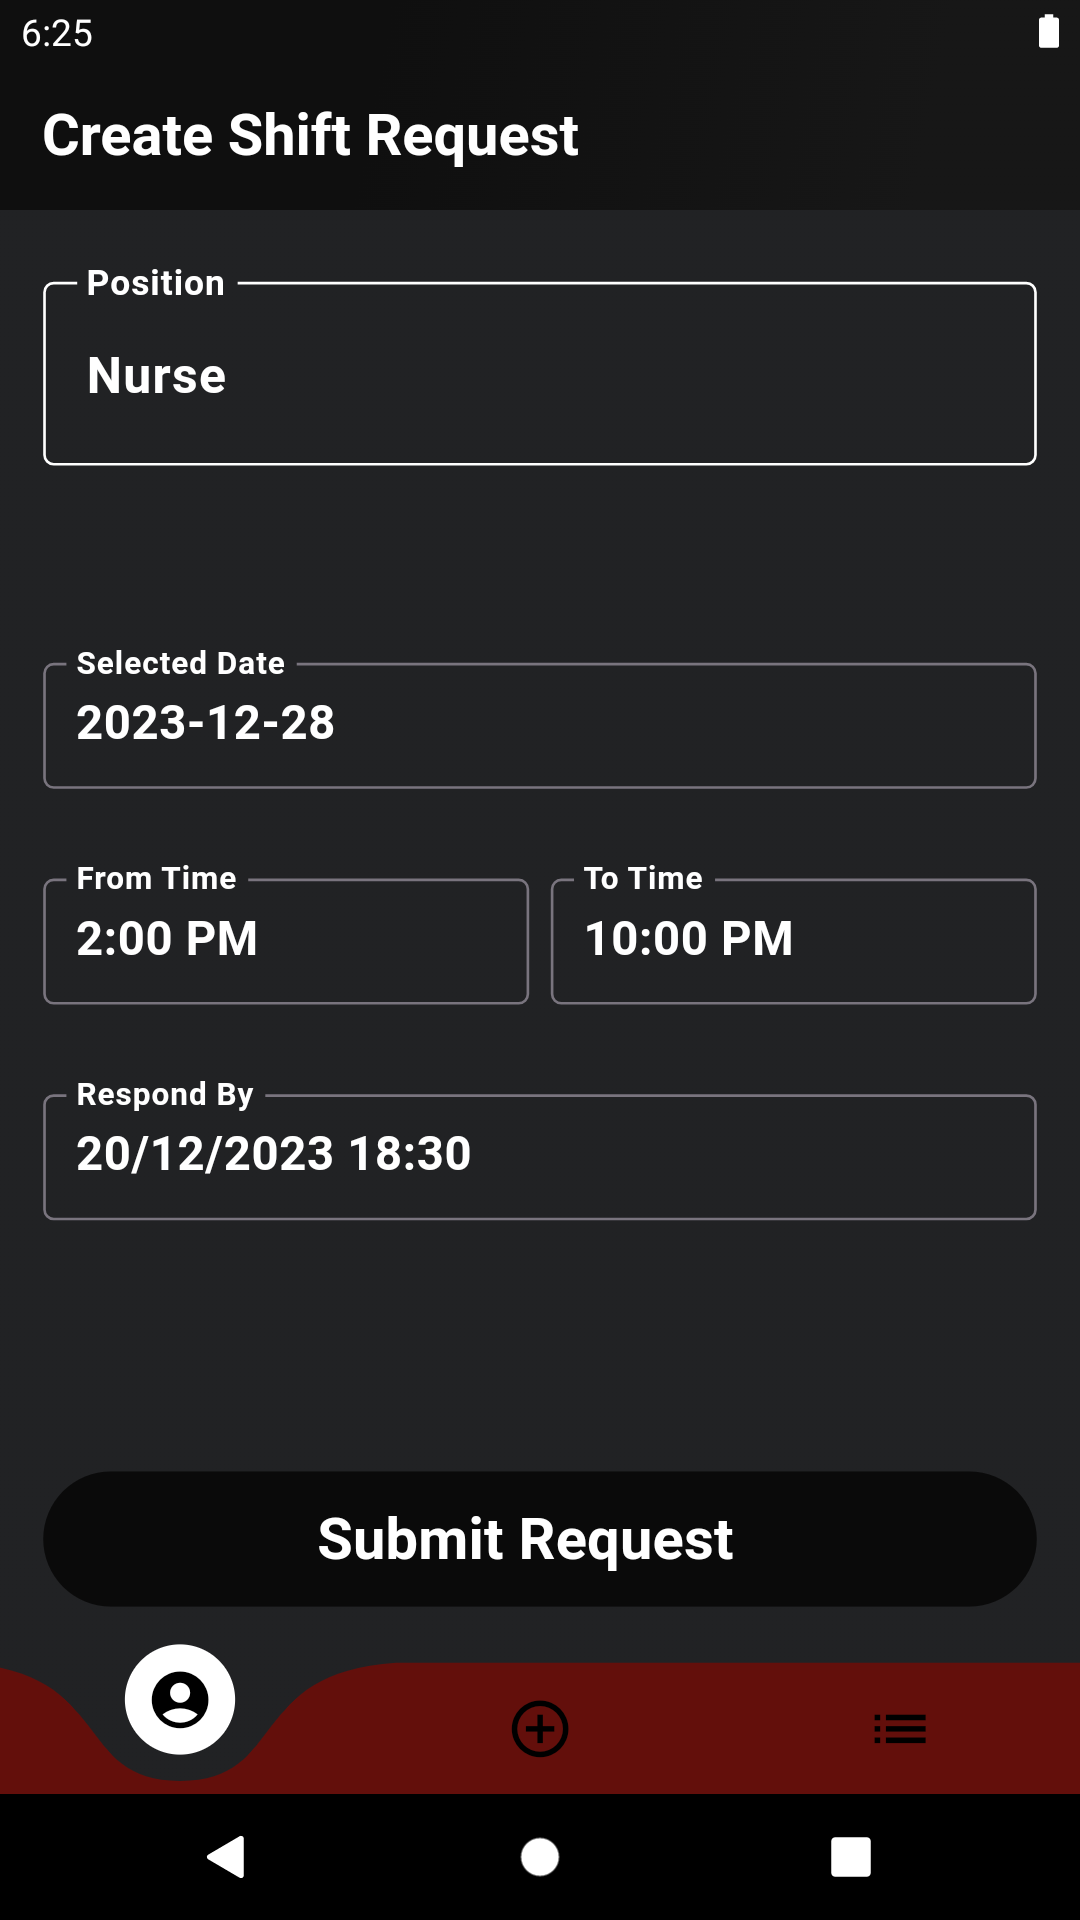 6:25
Create Shift Request
Position
Nurse
Selected Date
2023-12-28
From Time
To Time
2:00 PM
10:00 PM
Respond By
20/12/2023 18:30
Submit Request